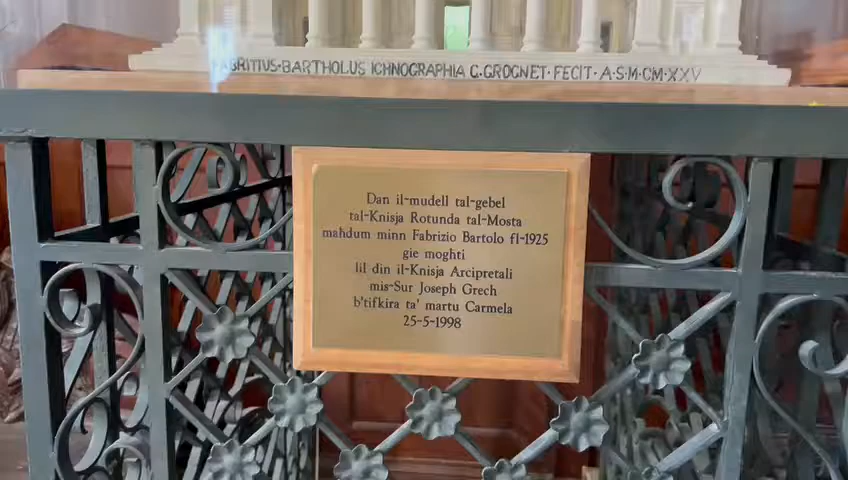 FABRITIUS·BARTHOLUS ICHNOGRAPHIA C.GROGNET·FECIT·A·S·M·CM·XXV
Dan il-mudell tal-gebel
tal-Knisja Rotunda tal-Mosta
mahdum minn Fabrizio Bartolo fl-1925
gie moghti
lil din il-Knisja Arcipretali
mis-Sur Joseph Grech
b'tifkira ta' martu Carmela
25-5-1998